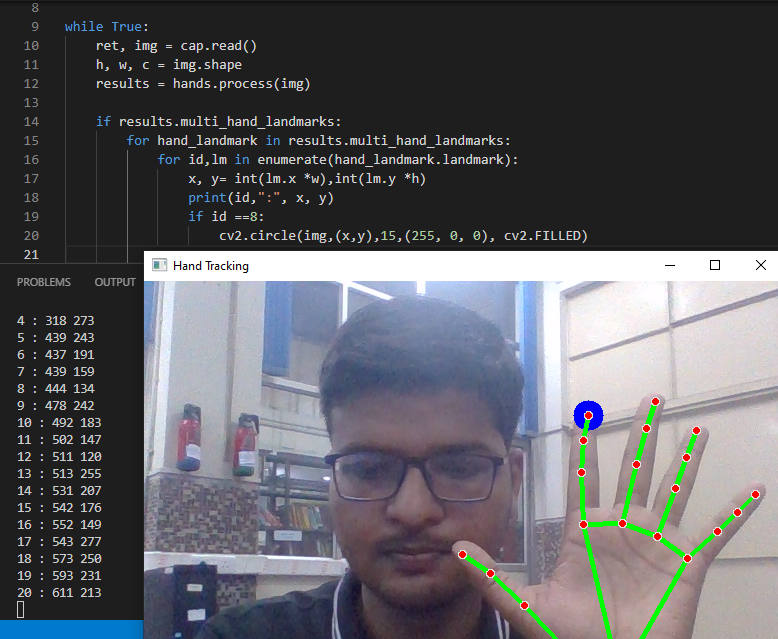 8
9 while True:
10 ret, img = cap.read()
11 h, w, c = img.shape
12 results = hands.process(img)
13
14 if results.multi_hand_landmarks:
15 for hand_landmark in results.multi_hand_landmarks:
16 for id,lm in enumerate(hand_landmark.landmark):
17 x, y= int(lm.x *w),int(lm.y *h)
18 print(id,":", x, y)
19 if id ==8:
20 cv2.circle(img,(x,y),15,(255, 0, 0), cv2.FILLED)
21
Hand Tracking
PROBLEMS OUTPUT
4 : 318 273
5 : 439 243
6 : 437 191
7 : 439 159
8 : 444 134
9 : 478 242
10 : 492 183
11 : 502 147
12 : 511 120
13 : 513 255
14 : 531 207
15 : 542 176
16 : 552 149
17 : 543 277
18 : 573 250
19 : 593 231
20 : 611 213